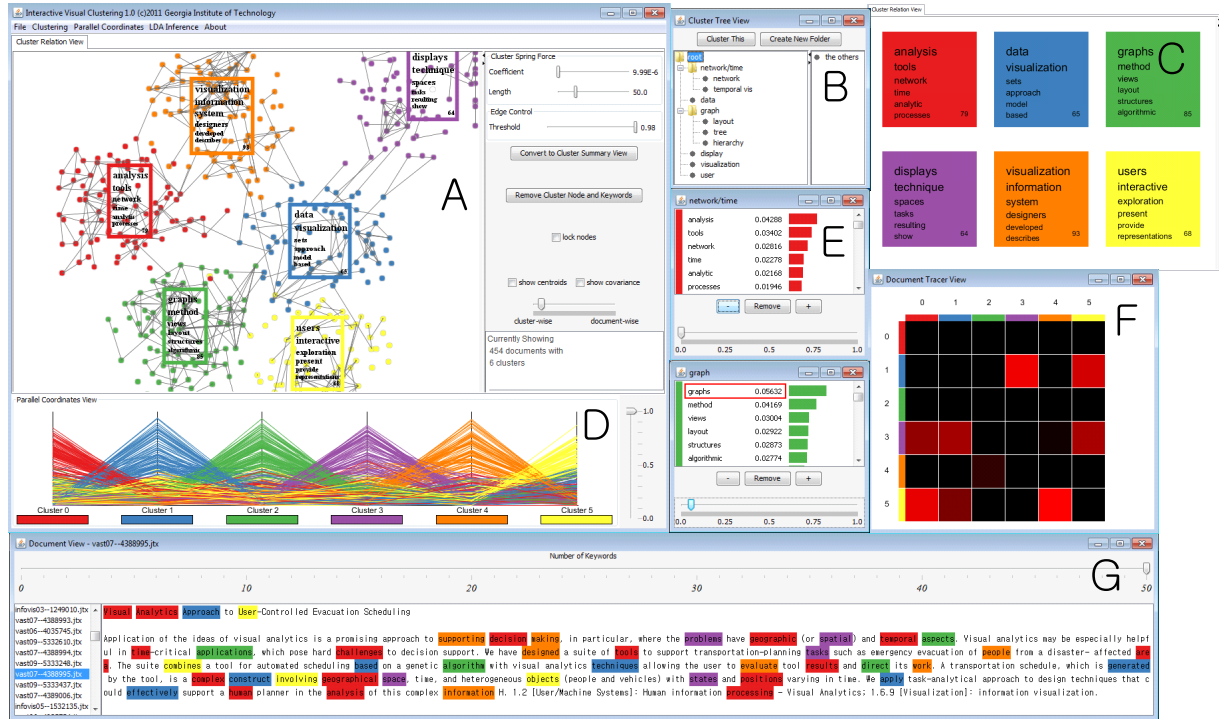 Interactive Visual Clustering 1.0 (c)2011 Georgia Institute of Technology
File Clustering Parallel Coordinates LDA Inference About
Cluster Relation View
displays
technique
spaces
tasks
resulting
show
64
visualization
information
system
designers
developed
describes
93
analysis
tools
network
time
analytic
processes
79
data
visualization
sets
approach
model
based
65
graphs
method
views
layout
structures
algorithmic
85
users
interactive
exploration
present
provide
representations
68
A
Cluster Spring Force
Coefficient 9.99E-6
Length 50.0
Edge Control
Threshold 0.98
Convert to Cluster Summary View
Remove Cluster Node and Keywords
lock nodes
show centroids show covariance
cluster-wise document-wise
Currently Showing
454 documents with
6 clusters
Parallel Coordinates View
D
1.0
0.5
0.0
Cluster 0 Cluster 1 Cluster 2 Cluster 3 Cluster 4 Cluster 5
Cluster Tree View
Cluster This Create New Folder
root
network/time
network
temporal vis
data
graph
layout
tree
hierarchy
display
visualization
user
the others
B
network/time
analysis 0.04288
tools 0.03402
network 0.02816
time 0.02278
analytic 0.02168
processes 0.01946
E
- Remove +
0.0 0.25 0.5 0.75 1.0
graph
graphs 0.05632
method 0.04169
views 0.03004
layout 0.02922
structures 0.02873
algorithmic 0.02774
- Remove +
0.0 0.25 0.5 0.75 1.0
Cluster Relation View
analysis
tools
network
time
analytic
processes 79
data
visualization
sets
approach
model
based 65
graphs
method
views
layout
structures
algorithmic 85
C
displays
technique
spaces
tasks
resulting
show 64
visualization
information
system
designers
developed
describes 93
users
interactive
exploration
present
provide
representations 68
Document Tracer View
0 1 2 3 4 5
0
1
2
3
4
5
F
Document View - vast07--4388995.jtx
Number of Keywords
0 10 20 30 40 50
G
infovis03--1249010.jtx
vast07--4388993.jtx
vast06--4035745.jtx
vast09--5332610.jtx
vast07--4388994.jtx
vast09--5333248.jtx
vast07--4388995.jtx
vast09--5333437.jtx
vast07--4389006.jtx
infovis05--1532135.jtx
Visual Analytics Approach to User-Controlled Evacuation Scheduling
Application of the ideas of visual analytics is a promising approach to supporting decision making, in particular, where the problems have geographic (or spatial) and temporal aspects. Visual analytics may be especially helpf
ul in time-critical applications, which pose hard challenges to decision support. We have designed a suite of tools to support transportation-planning tasks such as emergency evacuation of people from a disaster- affected are
a. The suite combines a tool for automated scheduling based on a genetic algorithm with visual analytics techniques allowing the user to evaluate tool results and direct its work. A transportation schedule, which is generated
by the tool, is a complex construct involving geographical space, time, and heterogeneous objects (people and vehicles) with states and positions varying in time. We apply task-analytical approach to design techniques that c
ould effectively support a human planner in the analysis of this complex information H. 1.2 [User/Machine Systems]: Human information processing - Visual Analytics; 1.6.9 [Visualization]: information visualization.